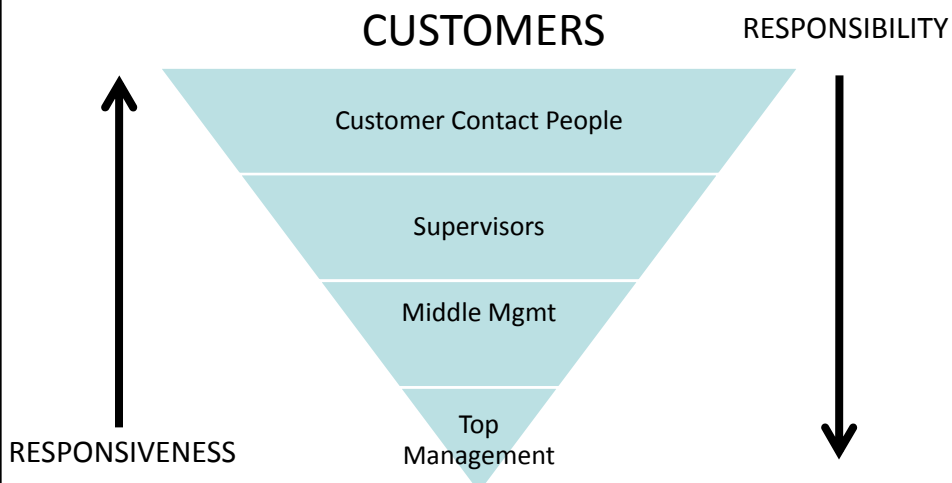 CUSTOMERS
RESPONSIBILITY
Customer Contact People
Supervisors
Middle Mgmt
Top
Management
RESPONSIVENESS